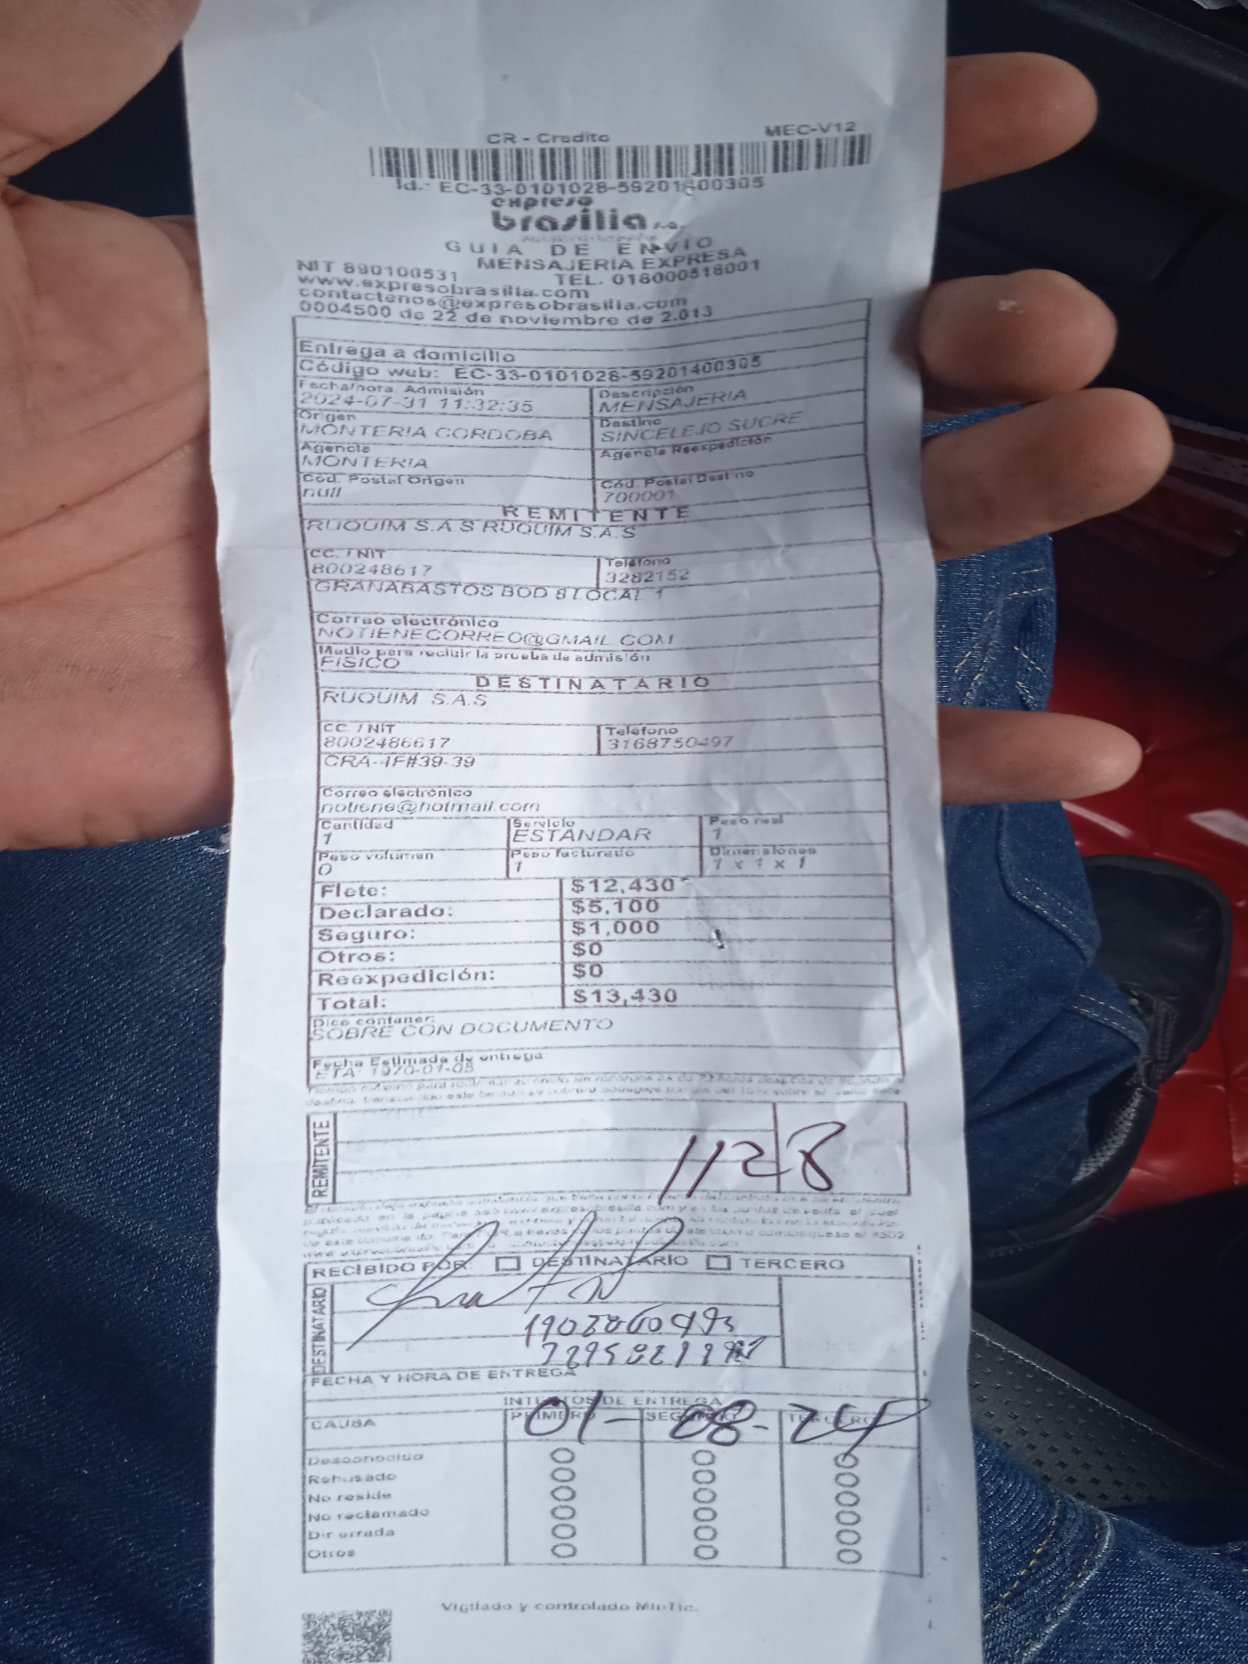 CR - Credito MEC-V12
Id.: EC-33-0101028-59201400305
expreso
brasilia s.a.
GUIA DE ENVIO
MENSAJERÍA EXPRESA
NIT 890100531 TEL. 018000518001
www.expresobrasilia.com
contactenos@expresobrasilia.com
0004500 de 22 de noviembre de 2.013
Entrega a domicilio
Código web: EC-33-0101028-59201400305
Fecha/hora Admisión Descripción
2024-07-31 11:32:35 MENSAJERIA
Origen Destino
MONTERIA CORDOBA SINCELEJO SUCRE
Agencia Agencia Reexpedición
MONTERIA
Cód. Postal Origen Cód. Postal Destino
null 700001
REMITENTE
RUQUIM S.A.S RUQUIM S.A.S
CC. / NIT Teléfono
800248617 3282152
GRANABASTOS BOD 8 LOCAL 1
Correo electrónico
NOTIENECORREO@GMAIL.COM
Medio para recibir la prueba de admisión
FISICO
DESTINATARIO
RUQUIM S.A.S
CC. / NIT Teléfono
8002486617 3168750497
CRA-4F#39-39
Correo electrónico
notiene@hotmail.com
Cantidad Servicio Peso real
1 ESTANDAR 1
Peso volumen Peso facturado Dimensiones
0 1 1 x 1 x 1
Flete: $12,430
Declarado: $5,100
Seguro: $1,000
Otros: $0
Reexpedición: $0
Total: $13,430
Dice contener:
SOBRE CON DOCUMENTO
Fecha Estimada de entrega:
ETA: 1970-01-05
REMITENTE
1128
RECIBIDO POR: DESTINATARIO TERCERO
DESTINATARIO
FECHA Y HORA DE ENTREGA
INTENTOS DE ENTREGA
CAUSA PRIMERO SEGUNDO TERCERO
01-08-24
Desconocido
Rehusado
No reside
No reclamado
Dir errada
Otros
Vigilado y controlado MinTic.